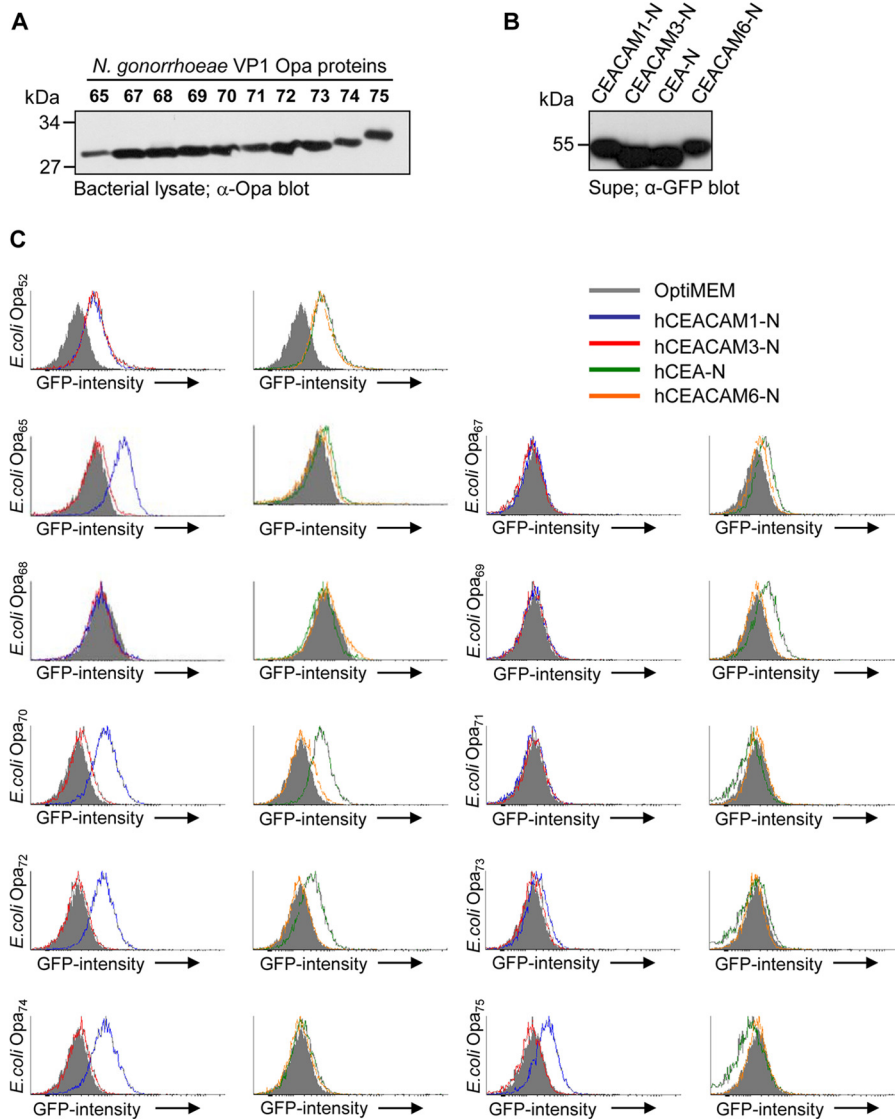 A
N. gonorrhoeae VP1 Opa proteins
kDa 65 67 68 69 70 71 72 73 74 75
34
27
Bacterial lysate; α-Opa blot
B
CEACAM1-N
CEACAM3-N
CEA-N
CEACAM6-N
kDa
55
Supe; α-GFP blot
C
OptiMEM
hCEACAM1-N
hCEACAM3-N
hCEA-N
hCEACAM6-N
E.coli Opa52
GFP-intensity GFP-intensity
E.coli Opa65
GFP-intensity GFP-intensity
E.coli Opa67
GFP-intensity GFP-intensity
E.coli Opa68
GFP-intensity GFP-intensity
E.coli Opa69
GFP-intensity GFP-intensity
E.coli Opa70
GFP-intensity GFP-intensity
E.coli Opa71
GFP-intensity GFP-intensity
E.coli Opa72
GFP-intensity GFP-intensity
E.coli Opa73
GFP-intensity GFP-intensity
E.coli Opa74
GFP-intensity GFP-intensity
E.coli Opa75
GFP-intensity GFP-intensity